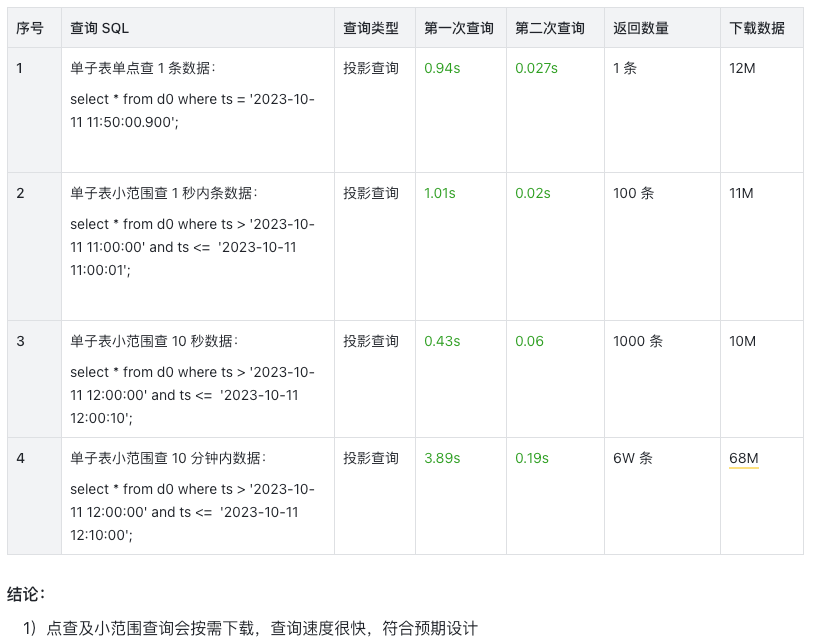 序号 查询 SQL 查询类型 第一次查询 第二次查询 返回数量 下载数据
1 单子表单点查 1 条数据: 投影查询 0.94s 0.027s 1 条 12M
select * from d0 where ts = '2023-10-
11 11:50:00.900';
2 单子表小范围查 1 秒内条数据: 投影查询 1.01s 0.02s 100 条 11M
select * from d0 where ts > '2023-10-
11 11:00:00' and ts <= '2023-10-11
11:00:01';
3 单子表小范围查 10 秒数据: 投影查询 0.43s 0.06 1000 条 10M
select * from d0 where ts > '2023-10-
11 12:00:00' and ts <= '2023-10-11
12:00:10';
4 单子表小范围查 10 分钟内数据: 投影查询 3.89s 0.19s 6W 条 68M
select * from d0 where ts > '2023-10-
11 12:00:00' and ts <= '2023-10-11
12:10:00';
结论：
1）点查及小范围查询会按需下载，查询速度很快，符合预期设计